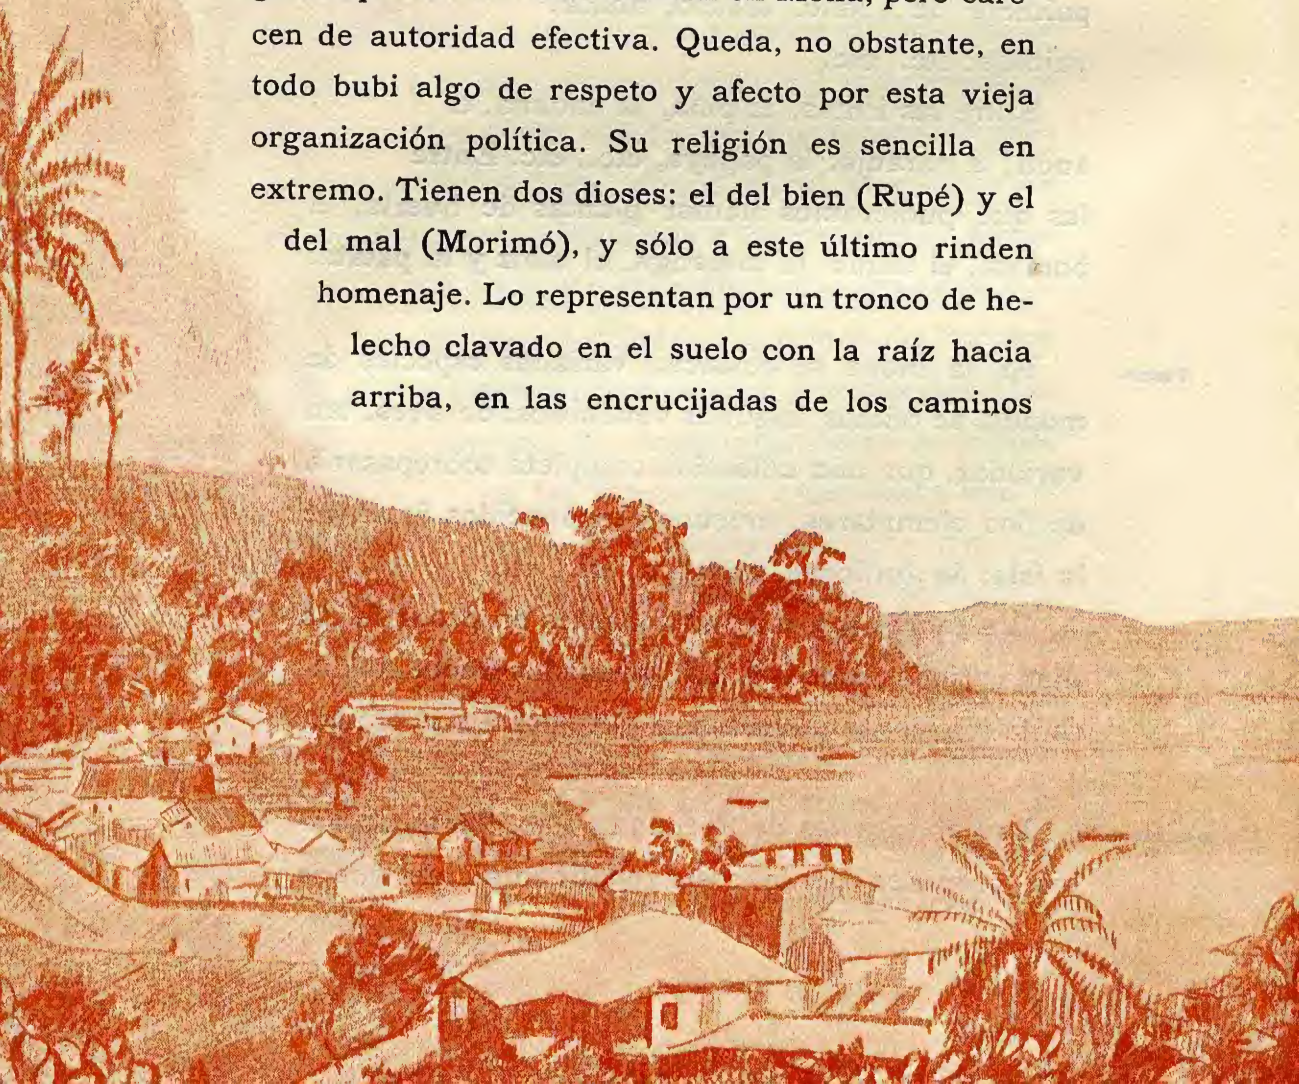 cen de autoridad efectiva. Queda, no obstante, en
todo bubi algo de respeto y afecto por esta vieja
organización política. Su religión es sencilla en
extremo. Tienen dos dioses: el del bien (Rupé) y el
del mal (Morimó), y sólo a este último rinden
homenaje. Lo representan por un tronco de he-
lecho clavado en el suelo con la raíz hacia
arriba, en las encrucijadas de los caminos